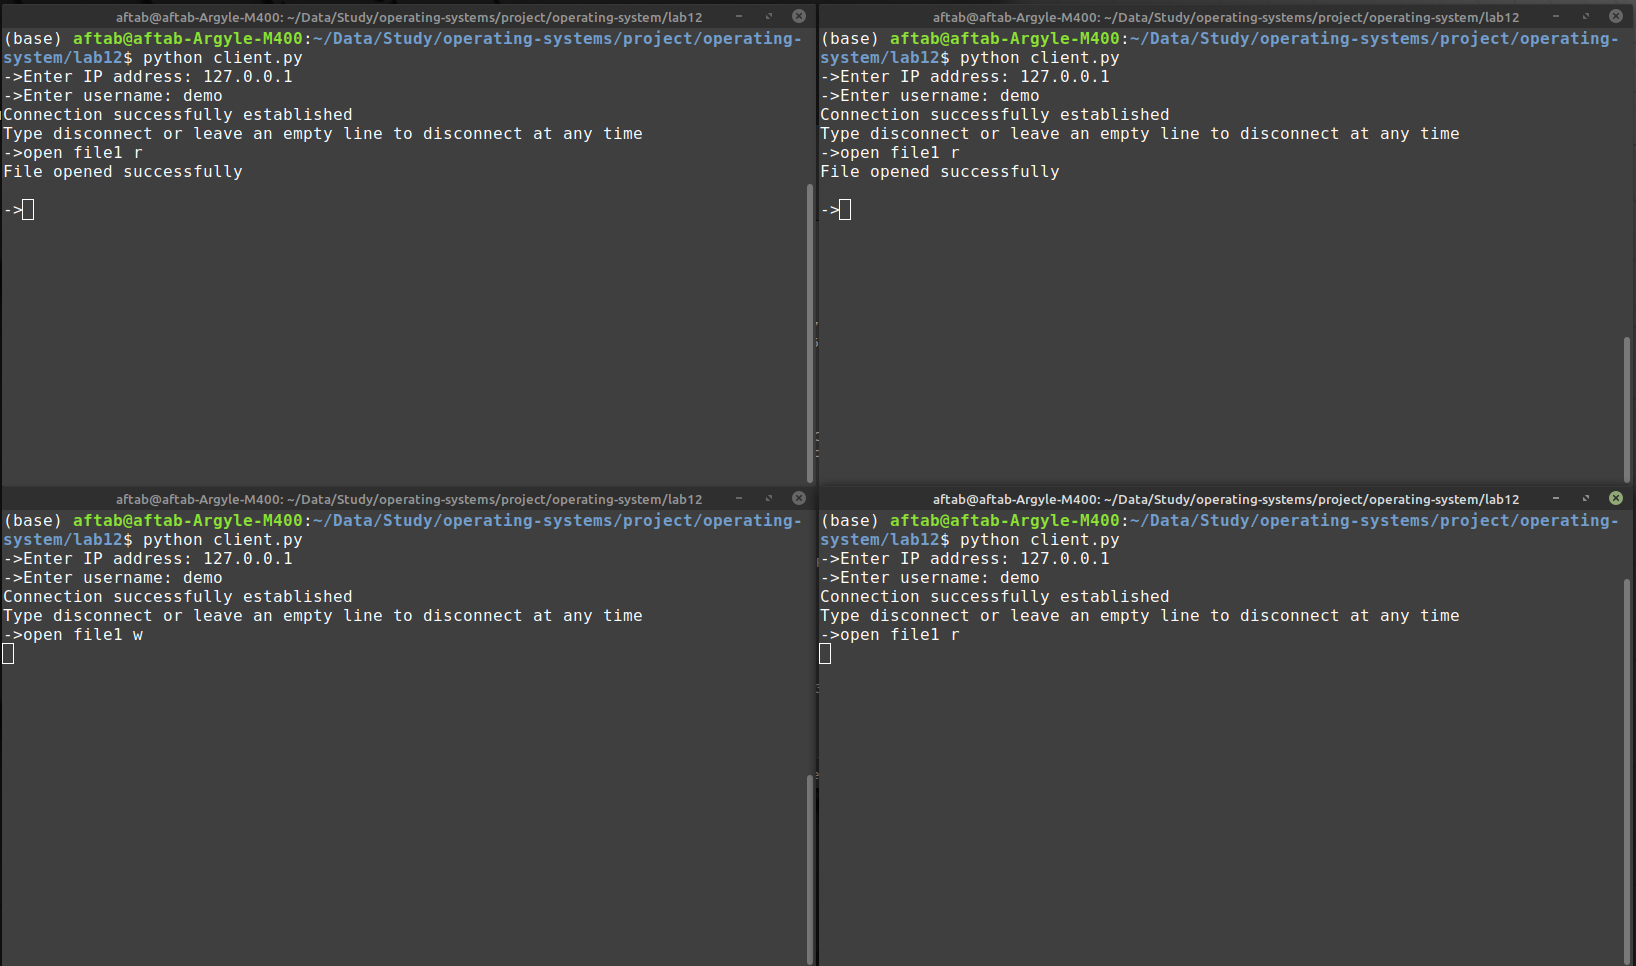 aftab@aftab-Argyle-M400: ~/Data/Study/operating-systems/project/operating-system/lab12
(base) aftab@aftab-Argyle-M400:~/Data/Study/operating-systems/project/operating-
system/lab12$ python client.py
->Enter IP address: 127.0.0.1
->Enter username: demo
Connection successfully established
Type disconnect or leave an empty line to disconnect at any time
->open file1 r
File opened successfully
->
aftab@aftab-Argyle-M400: ~/Data/Study/operating-systems/project/operating-system/lab12
(base) aftab@aftab-Argyle-M400:~/Data/Study/operating-systems/project/operating-
system/lab12$ python client.py
->Enter IP address: 127.0.0.1
->Enter username: demo
Connection successfully established
Type disconnect or leave an empty line to disconnect at any time
->open file1 r
File opened successfully
->
aftab@aftab-Argyle-M400: ~/Data/Study/operating-systems/project/operating-system/lab12
(base) aftab@aftab-Argyle-M400:~/Data/Study/operating-systems/project/operating-
system/lab12$ python client.py
->Enter IP address: 127.0.0.1
->Enter username: demo
Connection successfully established
Type disconnect or leave an empty line to disconnect at any time
->open file1 w
aftab@aftab-Argyle-M400: ~/Data/Study/operating-systems/project/operating-system/lab12
(base) aftab@aftab-Argyle-M400:~/Data/Study/operating-systems/project/operating-
system/lab12$ python client.py
->Enter IP address: 127.0.0.1
->Enter username: demo
Connection successfully established
Type disconnect or leave an empty line to disconnect at any time
->open file1 r